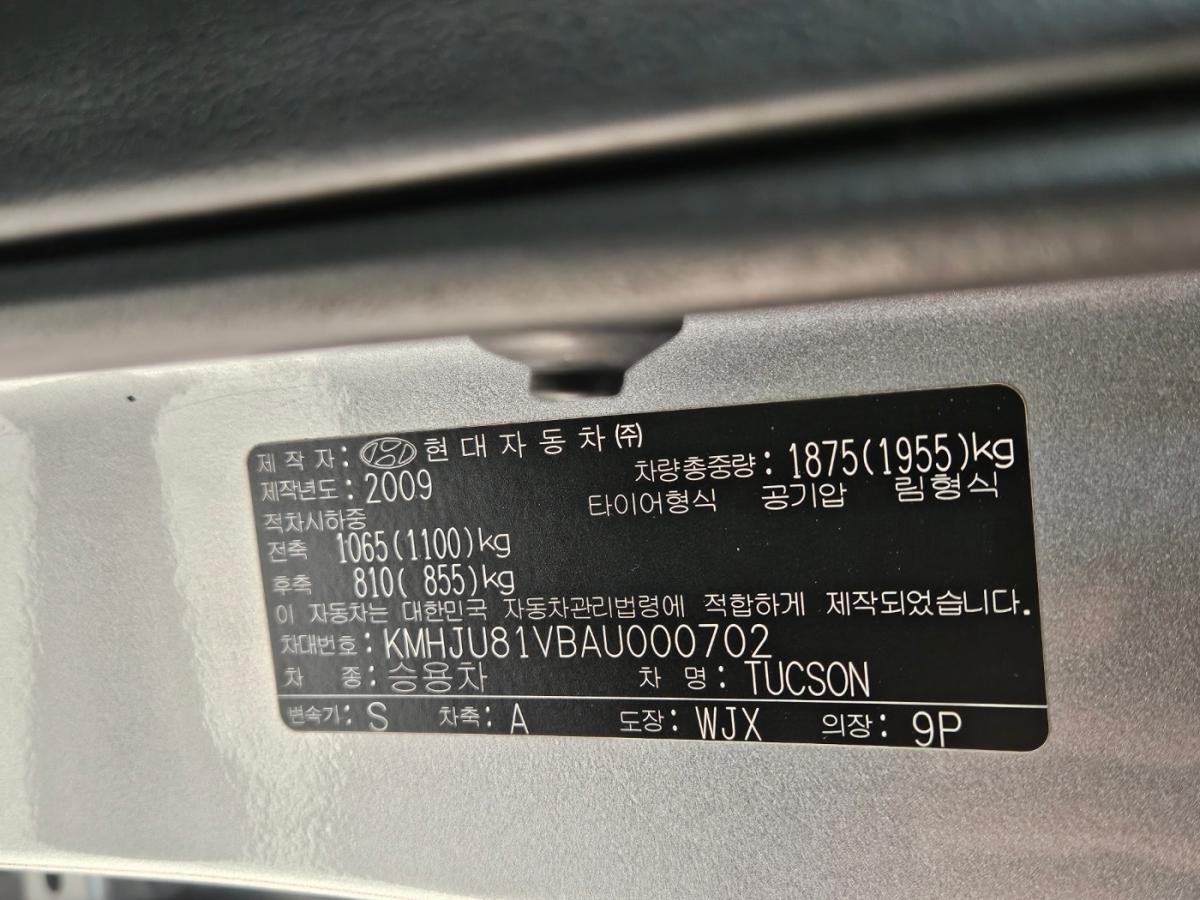 제 작 자: 현대자동차㈜
차량총중량: 1875(1955)kg
제작년도: 2009
타이어형식 공기압 림형식
적차시하중
전축 1065(1100)kg
후축 810( 855)kg
이 자동차는 대한민국 자동차관리법령에 적합하게 제작되었습니다.
차대번호: KMHJU81VBAU000702
차 종: 승용차 차 명: TUCSON
변속기: S 차축: A 도장: WJX 의장: 9P